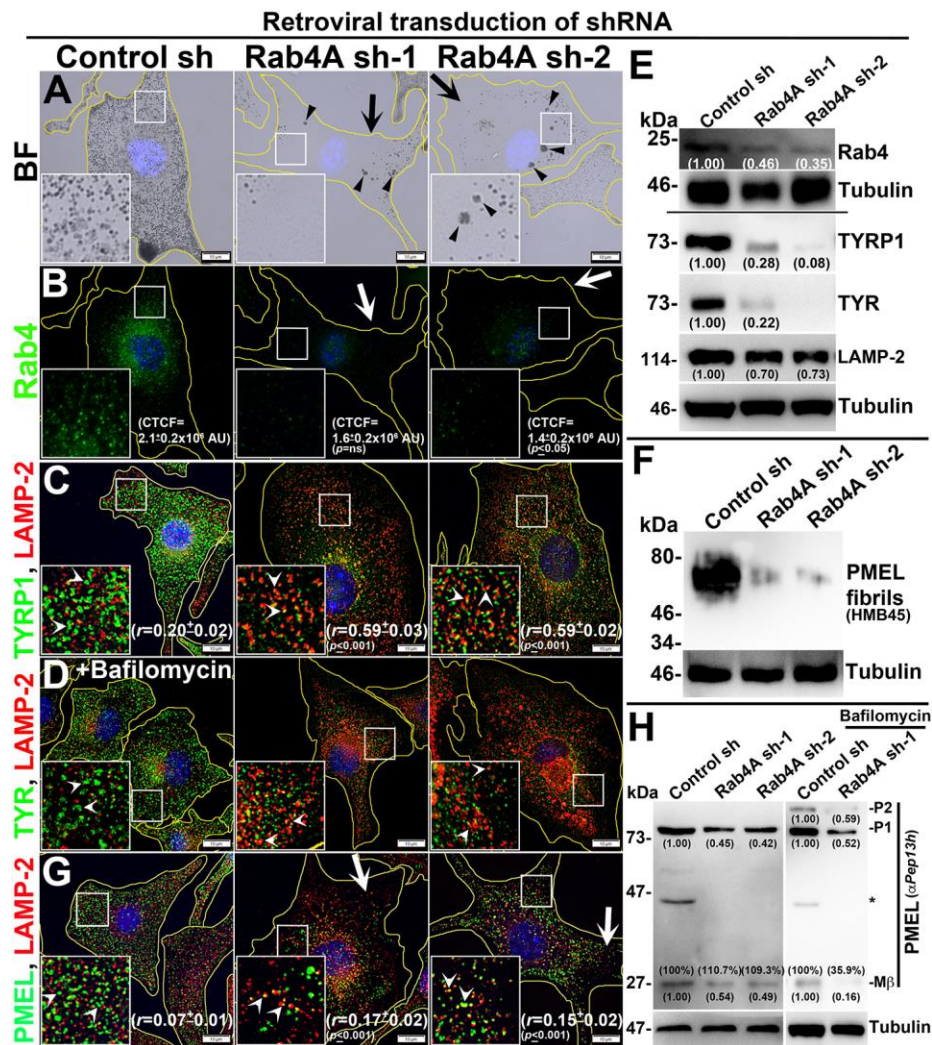 Retroviral transduction of shRNA
Control sh Rab4A sh-1 Rab4A sh-2
A
BF
10 µm 10 µm 10 µm
B
Rab4
(CTCF=
2.1±0.2x10⁶ AU)
(CTCF=
1.6±0.2x10⁶ AU)
(p=ns)
(CTCF=
1.4±0.2x10⁶ AU)
(p≤0.05)
C
TYRP1, LAMP-2
(r=0.20±0.02)
(r=0.59±0.03)
(p≤0.001)
(r=0.59±0.02)
(p≤0.001)
D +Bafilomycin
TYR, LAMP-2
G
PMEL, LAMP-2
(r=0.07±0.01)
(r=0.17±0.02)
(p≤0.001)
(r=0.15±0.02)
(p≤0.001)
E
Control sh
Rab4A sh-1
Rab4A sh-2
kDa
25-
Rab4
(1.00) (0.46) (0.35)
46- Tubulin
73- TYRP1
(1.00) (0.28) (0.08)
73- TYR
(1.00) (0.22)
114- LAMP-2
(1.00) (0.70) (0.73)
46- Tubulin
F
Control sh
Rab4A sh-1
Rab4A sh-2
kDa
80-
PMEL
fibrils
(HMB45)
46-
34-
46- Tubulin
H
Bafilomycin
Control sh
Rab4A sh-1
Rab4A sh-2
Control sh
Rab4A sh-1
kDa
-P2
(1.00) (0.59)
73- -P1
(1.00) (0.45) (0.42) (1.00) (0.52)
47-
*
PMEL (αPep13h)
(100%) (110.7%) (109.3%) (100%) (35.9%)
27- -Mβ
(1.00) (0.54) (0.49) (1.00) (0.16)
47- Tubulin